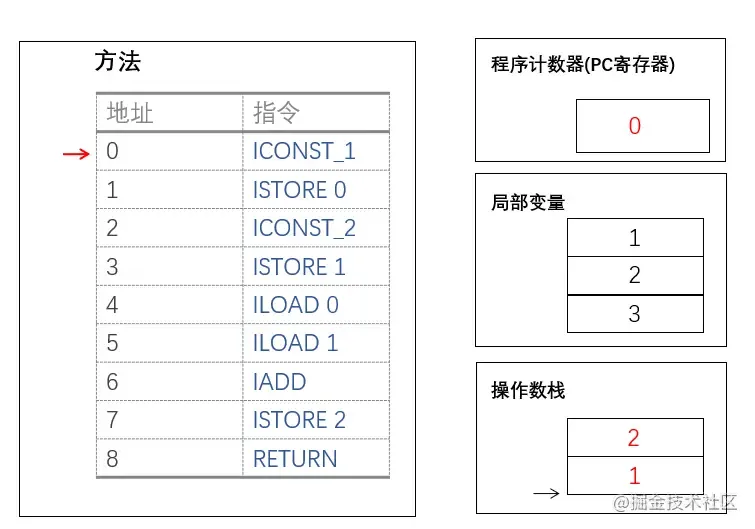 方法
地址 指令
0 ICONST_1
1 ISTORE 0
2 ICONST_2
3 ISTORE 1
4 ILOAD 0
5 ILOAD 1
6 IADD
7 ISTORE 2
8 RETURN
程序计数器(PC寄存器)
0
局部变量
1
2
3
操作数栈
2
1
@掘金技术社区